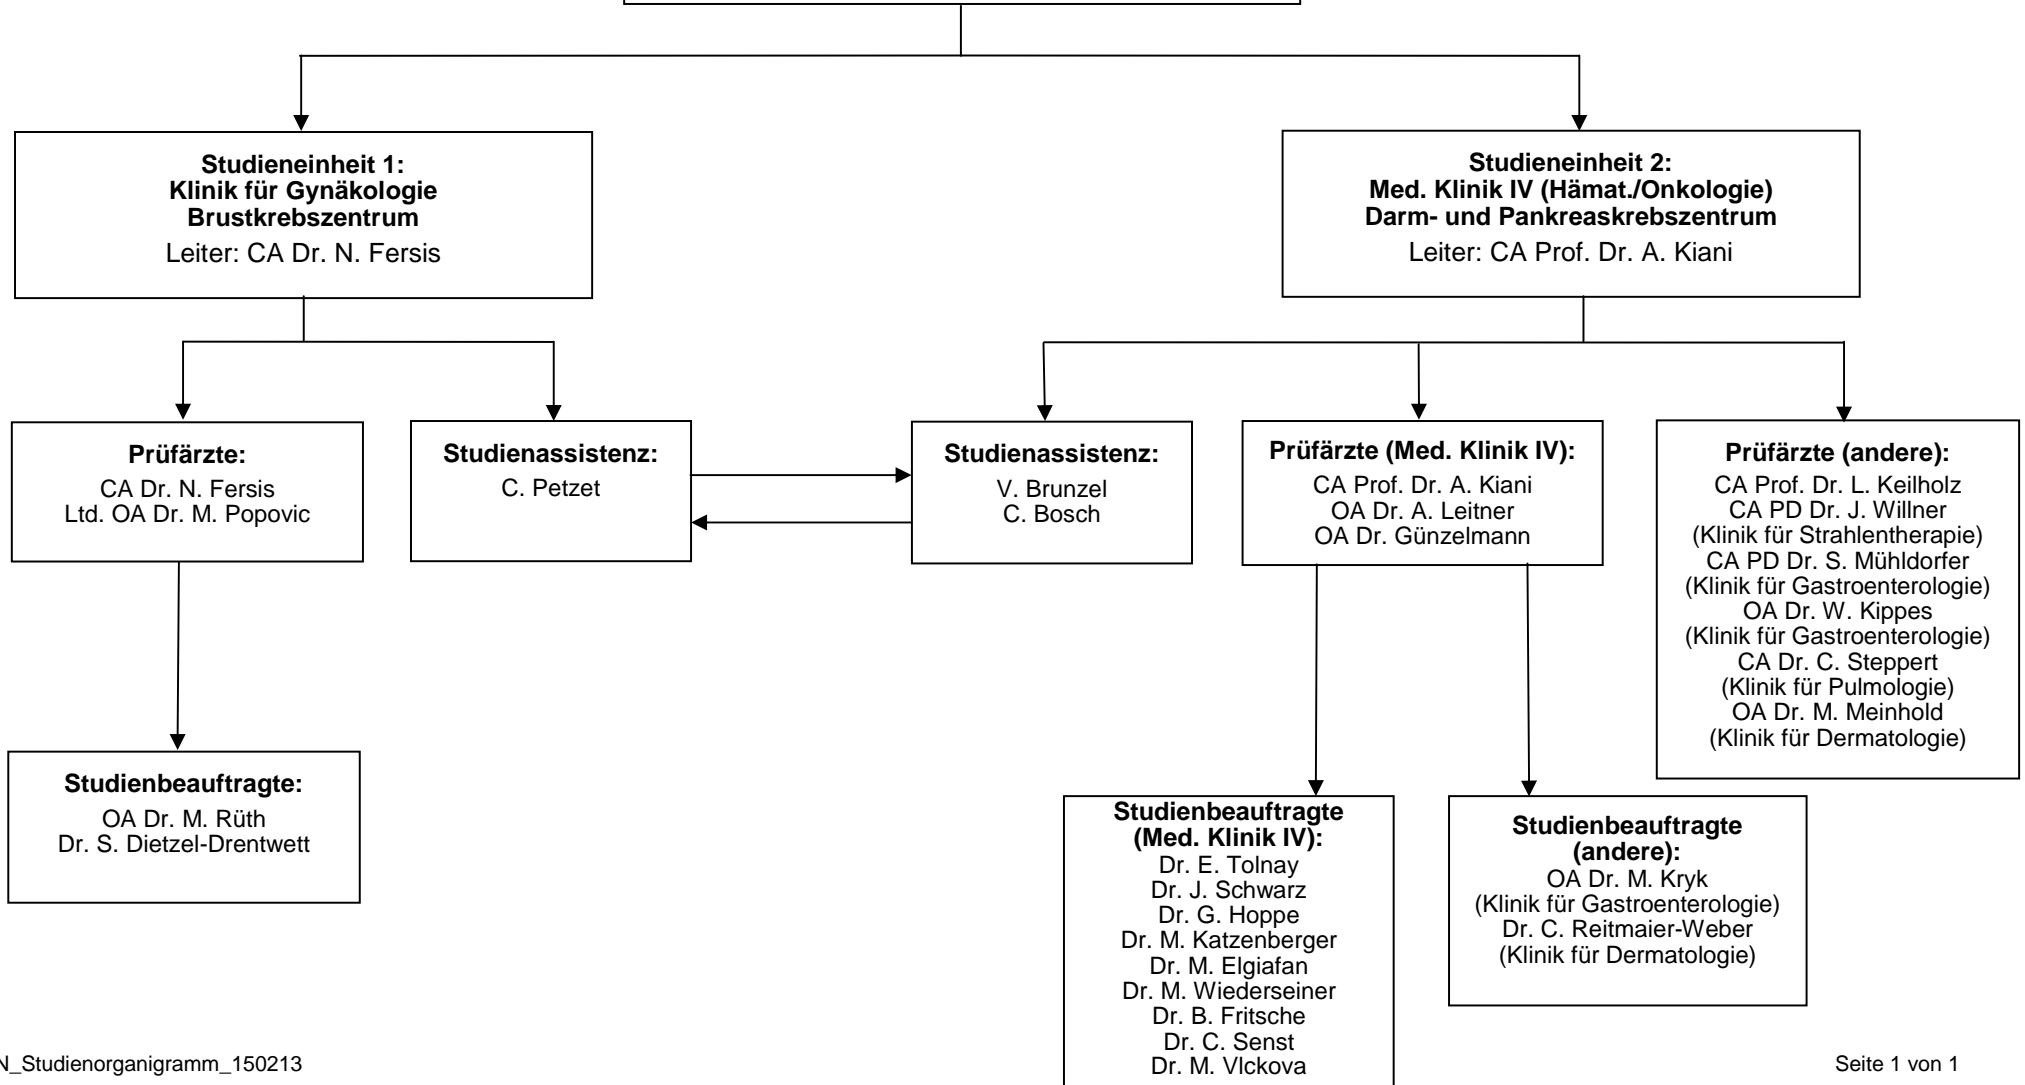 Studieneinheit 1:
Klinik für Gynäkologie
Brustkrebszentrum
Leiter: CA Dr. N. Fersis
Studieneinheit 2:
Med. Klinik IV (Hämat./Onkologie)
Darm- und Pankreaskrebszentrum
Leiter: CA Prof. Dr. A. Kiani
Prüfärzte:
CA Dr. N. Fersis
Ltd. OA Dr. M. Popovic
Studienassistenz:
C. Petzet
Studienassistenz:
V. Brunzel
C. Bosch
Prüfärzte (Med. Klinik IV):
CA Prof. Dr. A. Kiani
OA Dr. A. Leitner
OA Dr. Günzelmann
Prüfärzte (andere):
CA Prof. Dr. L. Keilholz
CA PD Dr. J. Willner
(Klinik für Strahlentherapie)
CA PD Dr. S. Mühldorfer
(Klinik für Gastroenterologie)
OA Dr. W. Kippes
(Klinik für Gastroenterologie)
CA Dr. C. Steppert
(Klinik für Pulmologie)
OA Dr. M. Meinhold
(Klinik für Dermatologie)
Studienbeauftragte:
OA Dr. M. Rüth
Dr. S. Dietzel-Drentwett
Studienbeauftragte
(Med. Klinik IV):
Dr. E. Tolnay
Dr. J. Schwarz
Dr. G. Hoppe
Dr. M. Katzenberger
Dr. M. Elgiafan
Dr. M. Wiederseiner
Dr. B. Fritsche
Dr. C. Senst
Dr. M. Vlckova
Studienbeauftragte
(andere):
OA Dr. M. Kryk
(Klinik für Gastroenterologie)
Dr. C. Reitmaier-Weber
(Klinik für Dermatologie)
N_Studienorganigramm_150213
Seite 1 von 1